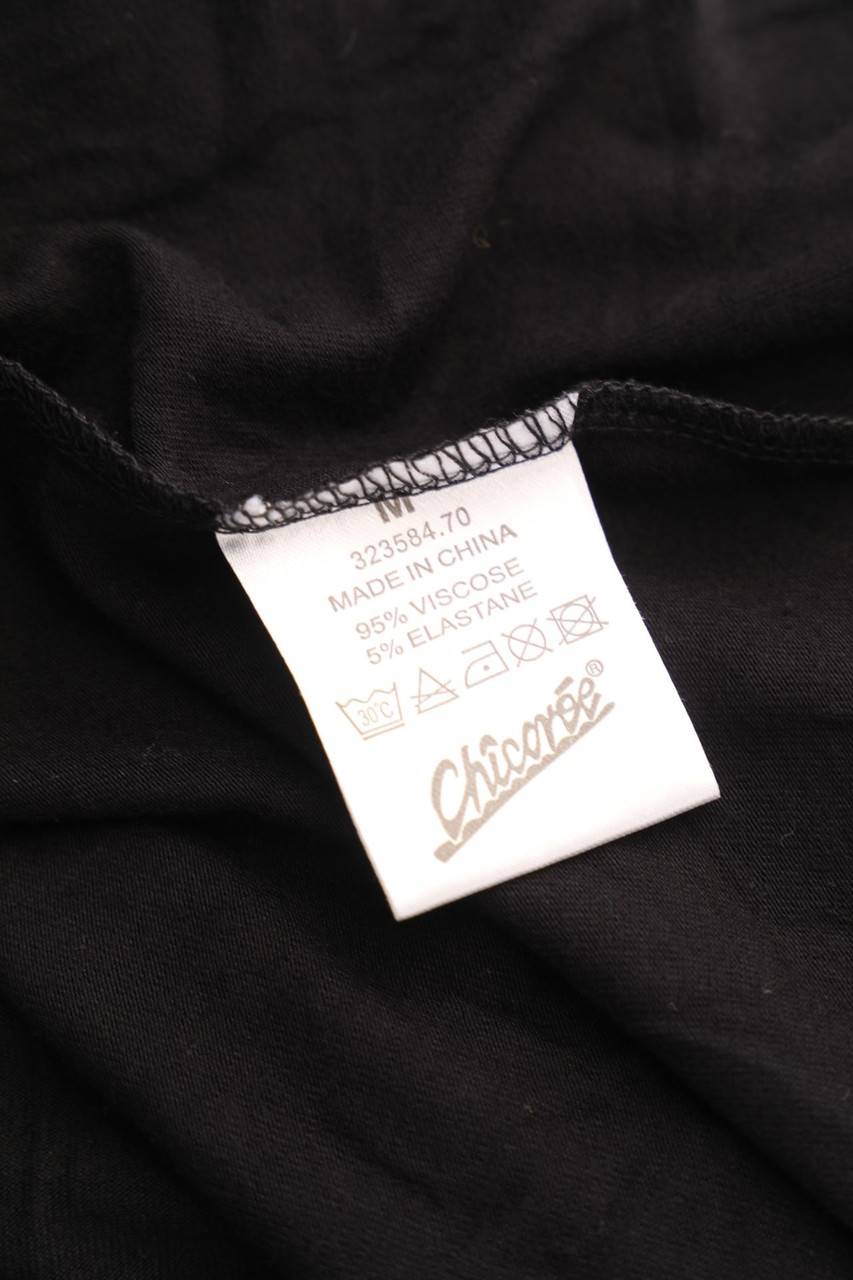 M
323584.70
MADE IN CHINA
95% VISCOSE
5% ELASTANE
30°C
Chicorée®